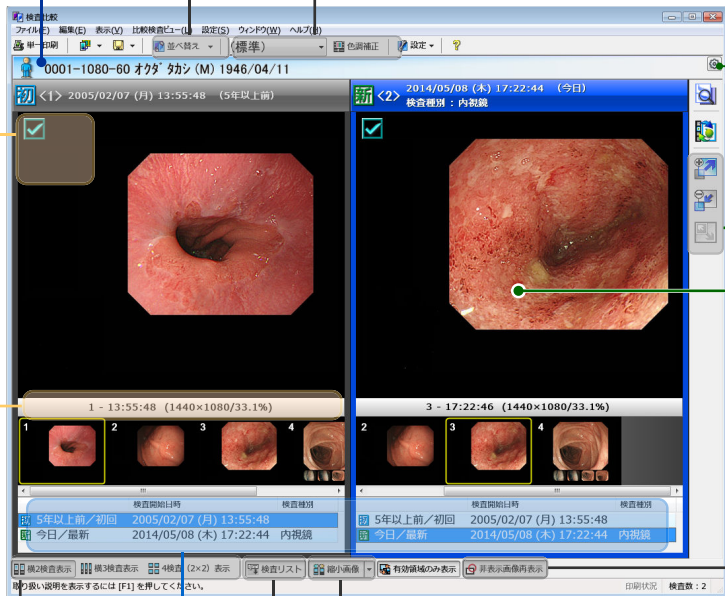 検査比較
ファイル(F) 編集(E) 表示(V) 比較検査ビュー(L) 設定(S) ウィンドウ(W) ヘルプ(H)
単一印刷 並べ替え (標準) 色調補正 設定 ?
0001-1080-60 オクダ タカシ (M) 1946/04/11
初 <1> 2005/02/07 (月) 13:55:48 (5年以上前)
新 <2> 2014/05/08 (木) 17:22:44 (今日)
検査種別 : 内視鏡
1 - 13:55:48 (1440×1080/33.1%)
3 - 17:22:46 (1440×1080/33.1%)
1 2 3 4
2 3 4
検査開始日時 検査種別
初 5年以上前／初回 2005/02/07 (月) 13:55:48
新 今日／最新 2014/05/08 (木) 17:22:44 内視鏡
検査開始日時 検査種別
初 5年以上前／初回 2005/02/07 (月) 13:55:48
新 今日／最新 2014/05/08 (木) 17:22:44 内視鏡
横2検査表示 横3検査表示 4検査 (2×2) 表示 検査リスト 縮小画像 有効領域のみ表示 非表示画像再表示
取り扱い説明を表示するには [F1] を押してください。 印刷状況 検査数 : 2